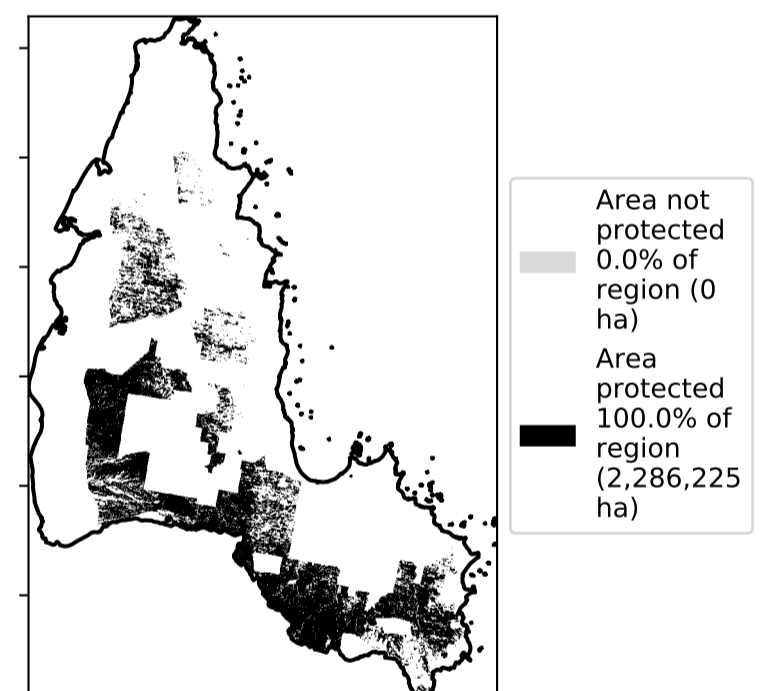 Area not
protected
0.0% of
region (0
ha)
Area
protected
100.0% of
region
(2,286,225
ha)